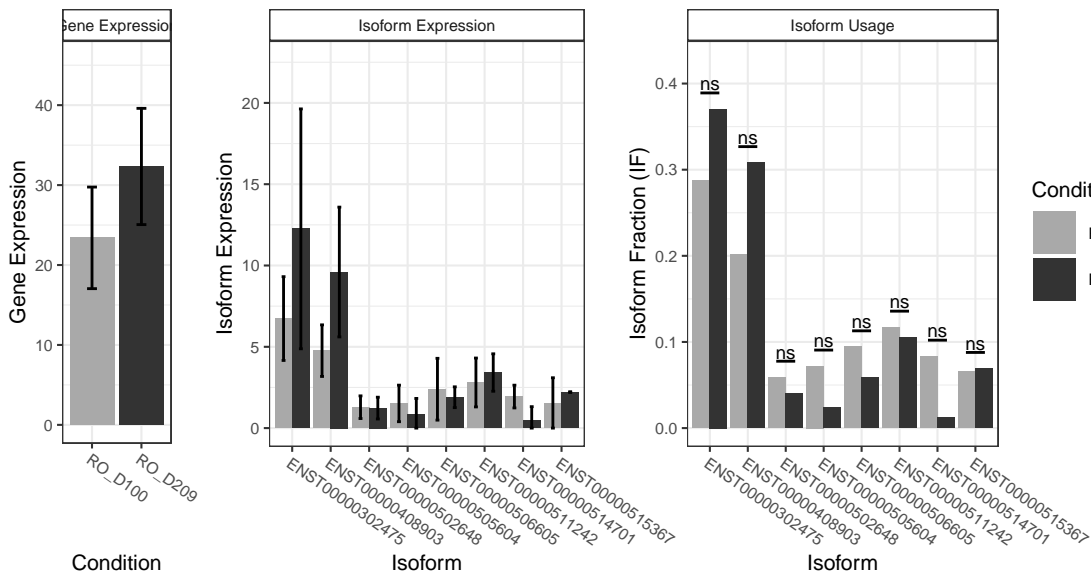 Gene Expression
Isoform Expression
Isoform Usage
Gene Expression
40
30
20
10
0
RO_D100
RO_D209
Condition
Isoform Expression
20
15
10
5
0
ENST00000302475
ENST00000408903
ENST00000502648
ENST00000505604
ENST00000506605
ENST00000511242
ENST00000514701
ENST00000515367
Isoform
Isoform Fraction (IF)
0.4
0.3
0.2
0.1
0.0
ns
ns
ns
ns
ns
ns
ns
ns
ENST00000302475
ENST00000408903
ENST00000502648
ENST00000505604
ENST00000506605
ENST00000511242
ENST00000514701
ENST00000515367
Isoform
Condit